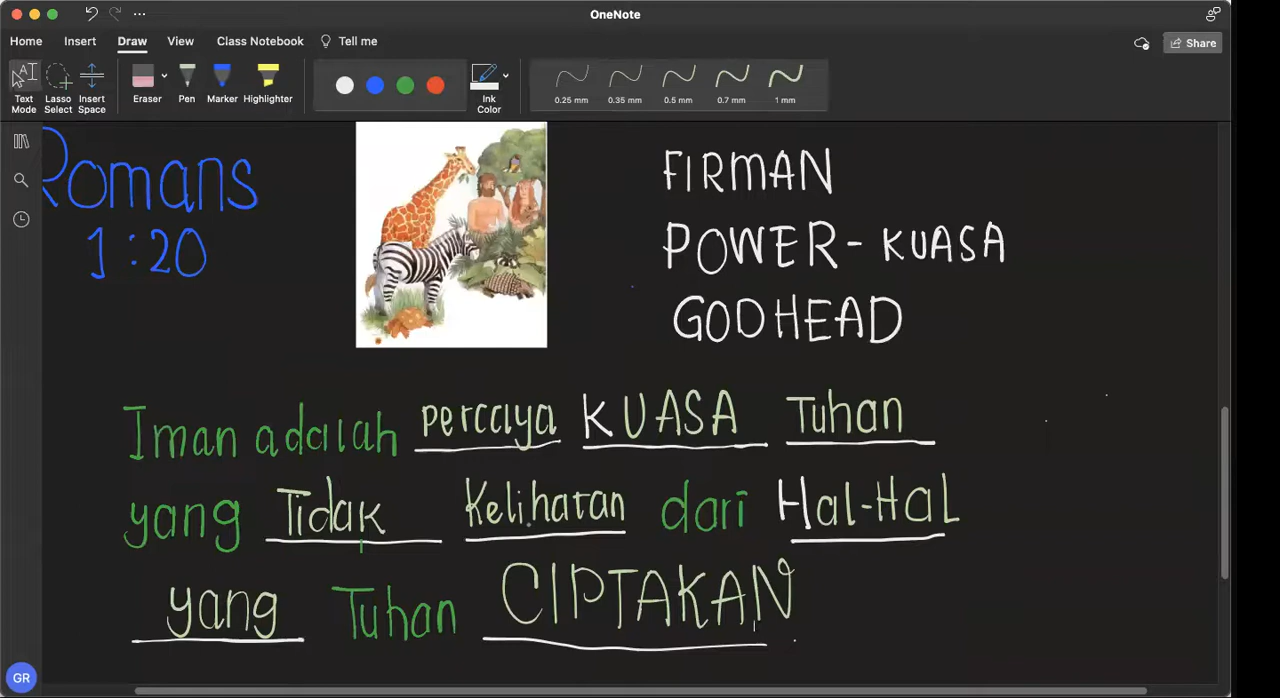 OneNote
Home Insert Draw View Class Notebook Tell me
Share
Text Mode
Lasso Select
Insert Space
Eraser
Pen
Marker
Highlighter
Ink Color
0.25 mm
0.35 mm
0.5 mm
0.7 mm
1 mm
Romans
1:20
FIRMAN
POWER - KUASA
GODHEAD
Iman adalah percaya KUASA Tuhan
yang Tidak Kelihatan dari Hal-Hal
yang Tuhan CIPTAKAN
GR